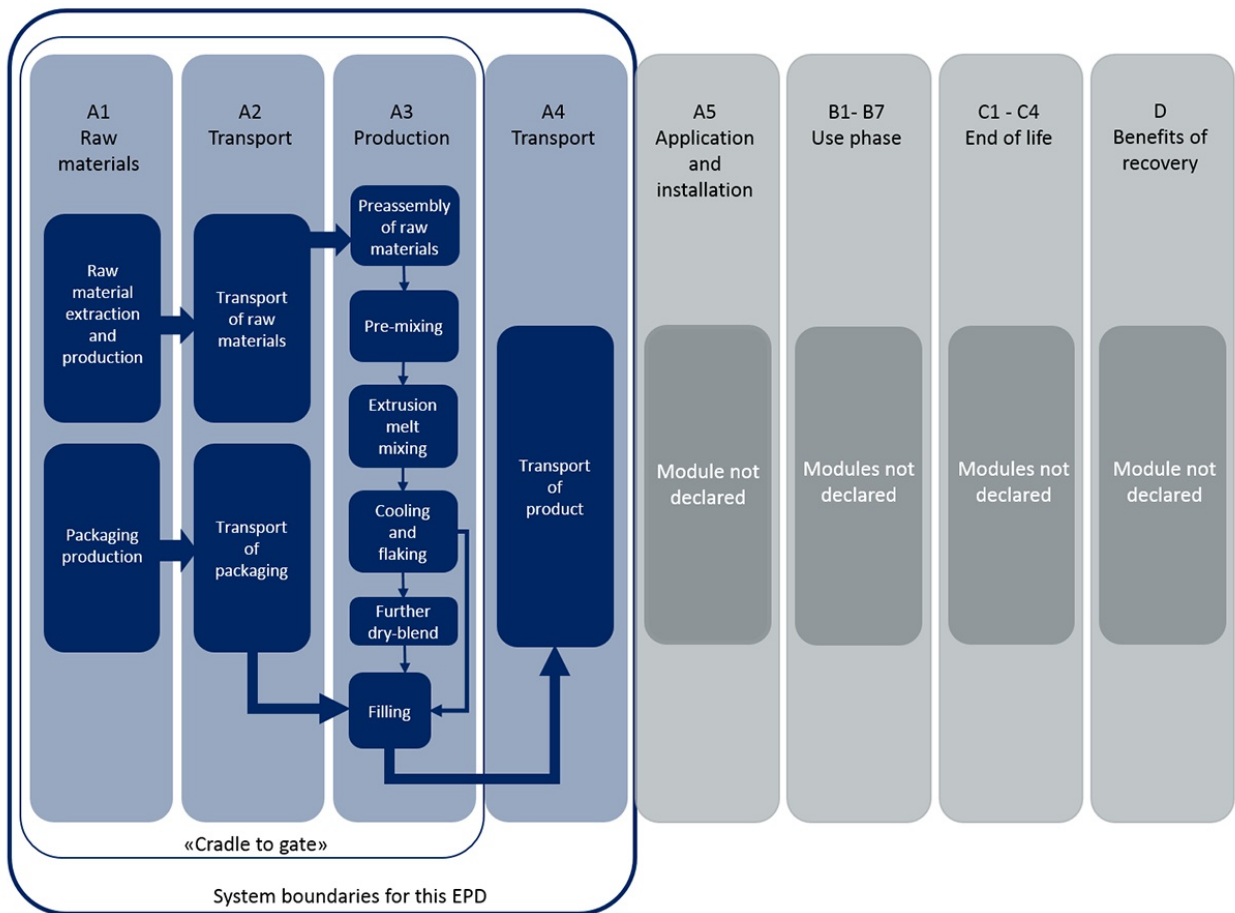 A1
Raw
materials
A2
Transport
A3
Production
A4
Transport
A5
Application
and
installation
B1- B7
Use phase
C1 - C4
End of life
D
Benefits of
recovery
Raw
material
extraction
and
production
Transport
of raw
materials
Preassembly
of raw
materials
Pre-mixing
Extrusion
melt
mixing
Cooling
and
flaking
Further
dry-blend
Filling
Packaging
production
Transport
of
packaging
Transport
of
product
Module not
declared
Modules not
declared
Modules not
declared
Module not
declared
«Cradle to gate»
System boundaries for this EPD